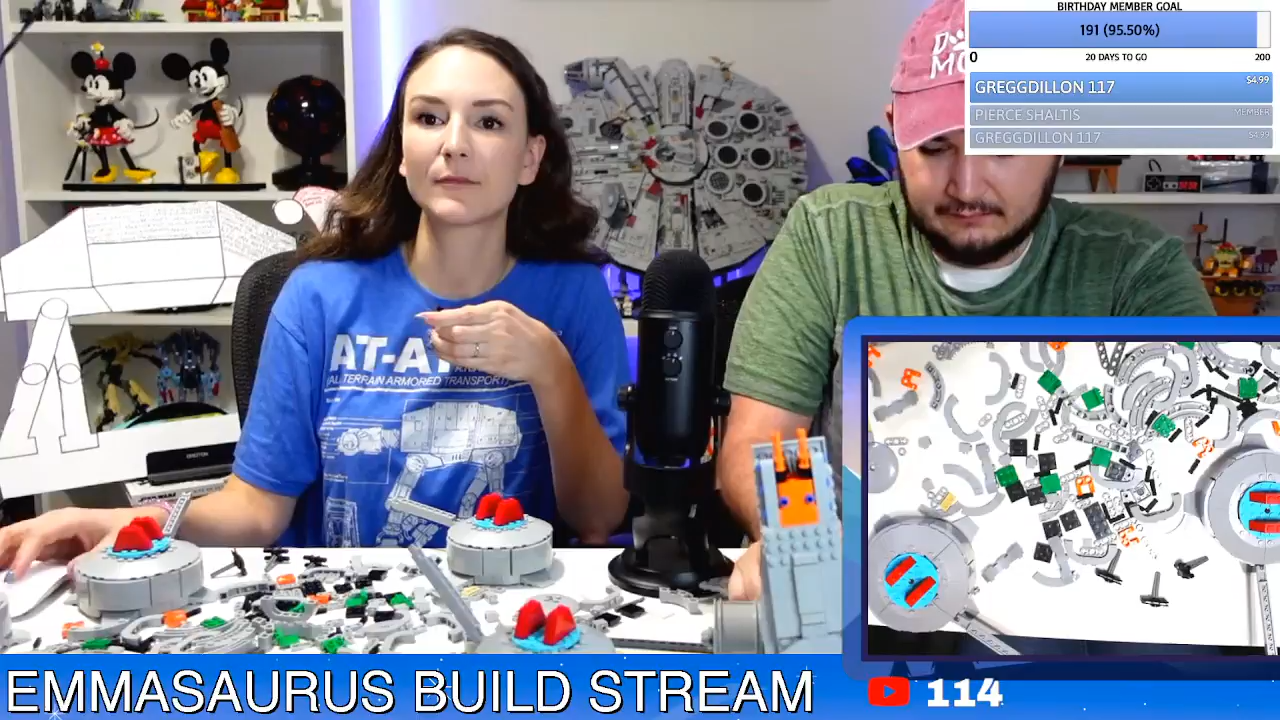 BIRTHDAY MEMBER GOAL
191 (95.50%)
0
20 DAYS TO GO
200
GREGGDILLON 117
$4.99
PIERCE SHALTIS
MEMBER
GREGGDILLON 117
$4.99
AT-AT
TERRAIN ARMORED TRANSPORT)
EMMASAURUS BUILD STREAM
114